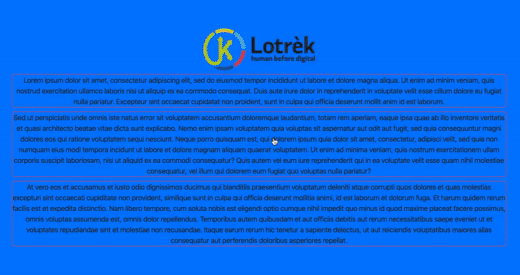 Lotrèk
human before digital
Lorem ipsum dolor sit amet, consectetur adipiscing elit, sed do eiusmod tempor incididunt ut labore et dolore magna aliqua. Ut enim ad minim veniam, quis
nostrud exercitation ullamco laboris nisi ut aliquip ex ea commodo consequat. Duis aute irure dolor in reprehenderit in voluptate velit esse cillum dolore eu fugiat
nulla pariatur. Excepteur sint occaecat cupidatat non proident, sunt in culpa qui officia deserunt mollit anim id est laborum.
Sed ut perspiciatis unde omnis iste natus error sit voluptatem accusantium doloremque laudantium, totam rem aperiam, eaque ipsa quae ab illo inventore veritatis
et quasi architecto beatae vitae dicta sunt explicabo. Nemo enim ipsam voluptatem quia voluptas sit aspernatur aut odit aut fugit, sed quia consequuntur magni
dolores eos qui ratione voluptatem sequi nesciunt. Neque porro quisquam est, qui dolorem ipsum quia dolor sit amet, consectetur, adipisci velit, sed quia non
numquam eius modi tempora incidunt ut labore et dolore magnam aliquam quaerat voluptatem. Ut enim ad minima veniam, quis nostrum exercitationem ullam
corporis suscipit laboriosam, nisi ut aliquid ex ea commodi consequatur? Quis autem vel eum iure reprehenderit qui in ea voluptate velit esse quam nihil molestiae
consequatur, vel illum qui dolorem eum fugiat quo voluptas nulla pariatur?
At vero eos et accusamus et iusto odio dignissimos ducimus qui blanditiis praesentium voluptatum deleniti atque corrupti quos dolores et quas molestias
excepturi sint occaecati cupiditate non provident, similique sunt in culpa qui officia deserunt mollitia animi, id est laborum et dolorum fuga. Et harum quidem rerum
facilis est et expedita distinctio. Nam libero tempore, cum soluta nobis est eligendi optio cumque nihil impedit quo minus id quod maxime placeat facere possimus,
omnis voluptas assumenda est, omnis dolor repellendus. Temporibus autem quibusdam et aut officiis debitis aut rerum necessitatibus saepe eveniet ut et
voluptates repudiandae sint et molestiae non recusandae. Itaque earum rerum hic tenetur a sapiente delectus, ut aut reiciendis voluptatibus maiores alias
consequatur aut perferendis doloribus asperiores repellat.